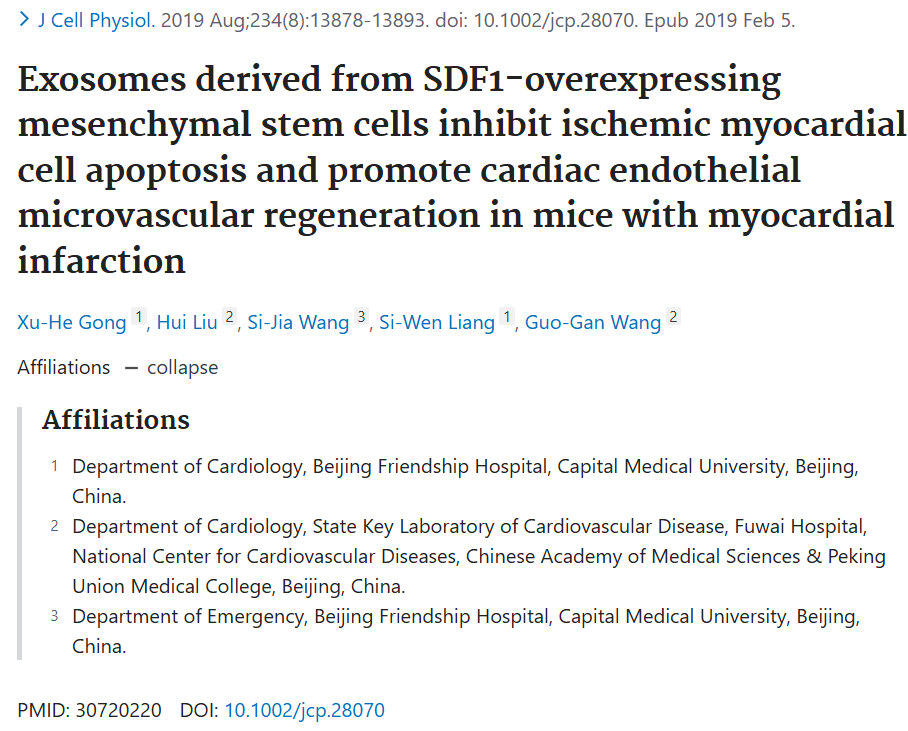 J Cell Physiol. 2019 Aug;234(8):13878-13893. doi: 10.1002/jcp.28070. Epub 2019 Feb 5.
Exosomes derived from SDF1-overexpressing
mesenchymal stem cells inhibit ischemic myocardial
cell apoptosis and promote cardiac endothelial
microvascular regeneration in mice with myocardial
infarction
Xu-He Gong 1, Hui Liu 2, Si-Jia Wang 3, Si-Wen Liang 1, Guo-Gan Wang 2
Affiliations — collapse
Affiliations
1 Department of Cardiology, Beijing Friendship Hospital, Capital Medical University, Beijing,
China.
2 Department of Cardiology, State Key Laboratory of Cardiovascular Disease, Fuwai Hospital,
National Center for Cardiovascular Diseases, Chinese Academy of Medical Sciences & Peking
Union Medical College, Beijing, China.
3 Department of Emergency, Beijing Friendship Hospital, Capital Medical University, Beijing,
China.
PMID: 30720220 DOI: 10.1002/jcp.28070